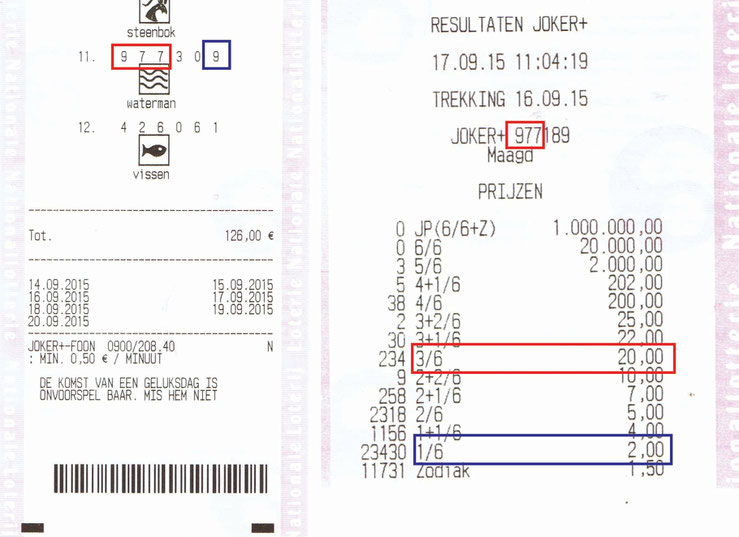 steenbok
11. 9 7 7 3 0 9
waterman
12. 4 2 6 0 6 1
vissen
Tot. 126,00 €
14.09.2015 15.09.2015
16.09.2015 17.09.2015
18.09.2015 19.09.2015
20.09.2015
JOKER+-FOON 0900/208.40 N
: MIN. 0,50 € / MINUUT
DE KOMST VAN EEN GELUKSDAG IS
ONVOORSPEL BAAR. MIS HEM NIET
RESULTATEN JOKER+
17.09.15 11:04:19
TREKKING 16.09.15
JOKER+ 977189
Maagd
PRIJZEN
0 JP(6/6+Z) 1.000.000,00
0 6/6 20.000,00
3 5/6 2.000,00
5 4+1/6 202,00
38 4/6 200,00
2 3+2/6 25,00
30 3+1/6 22,00
234 3/6 20,00
9 2+2/6 10,00
258 2+1/6 7,00
2318 2/6 5,00
1156 1+1/6 4,00
23430 1/6 2,00
11731 Zodiak 1,50